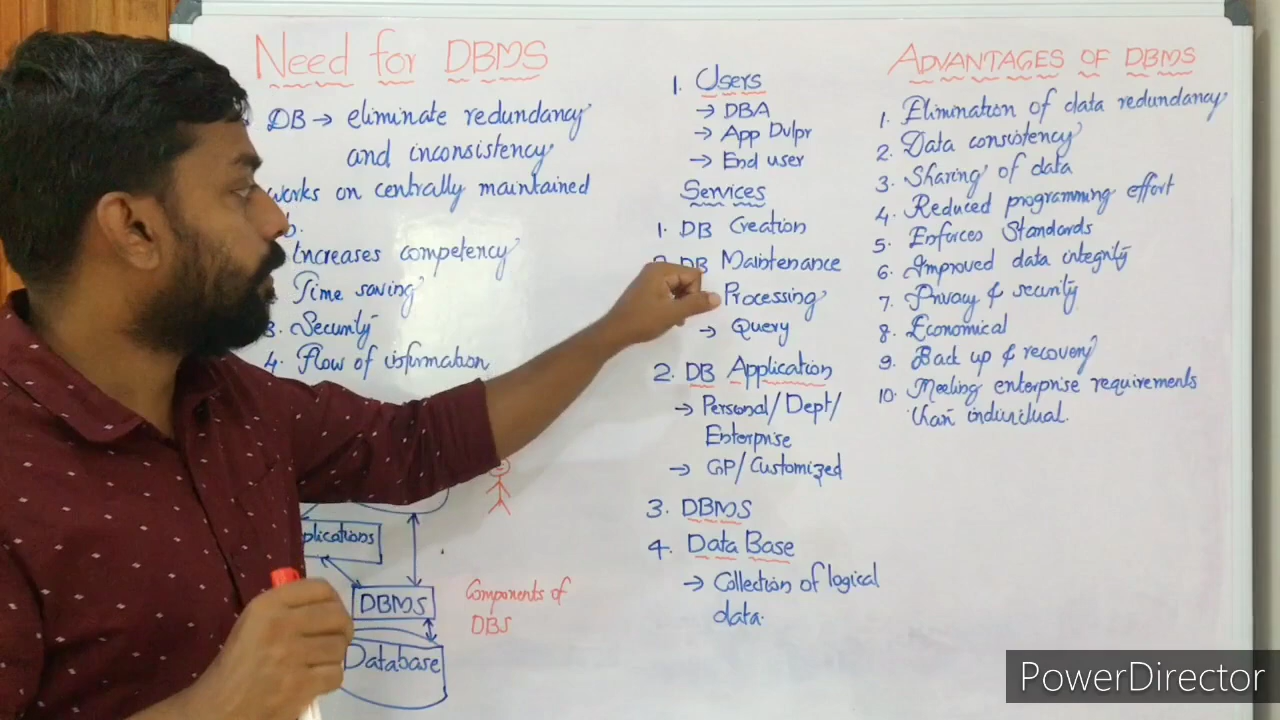 Need for DBMS
DB → eliminate redundancy
and inconsistency
works on centrally maintained
b.
Increases competency
Time saving
3. Security
4. Flow of information
plications
DBMS
Database
Components of
DBS
1. Users
→ DBA
→ App Dvlpr
→ End user
Services
1. DB Creation
2. DB Maintenance
Processing
→ Query
2. DB Application
→ Personal/Dept/
Enterprise
→ GP/Customized
3. DBMS
4. Data Base
→ Collection of logical
data.
ADVANTAGES OF DBMS
1. Elimination of data redundancy
2. Data consistency
3. Sharing of data
4. Reduced programming effort
5. Enforces Standards
6. Improved data integrity
7. Privacy & security
8. Economical
9. Back up & recovery
10. Meeting enterprise requirements
than individual.
PowerDirector